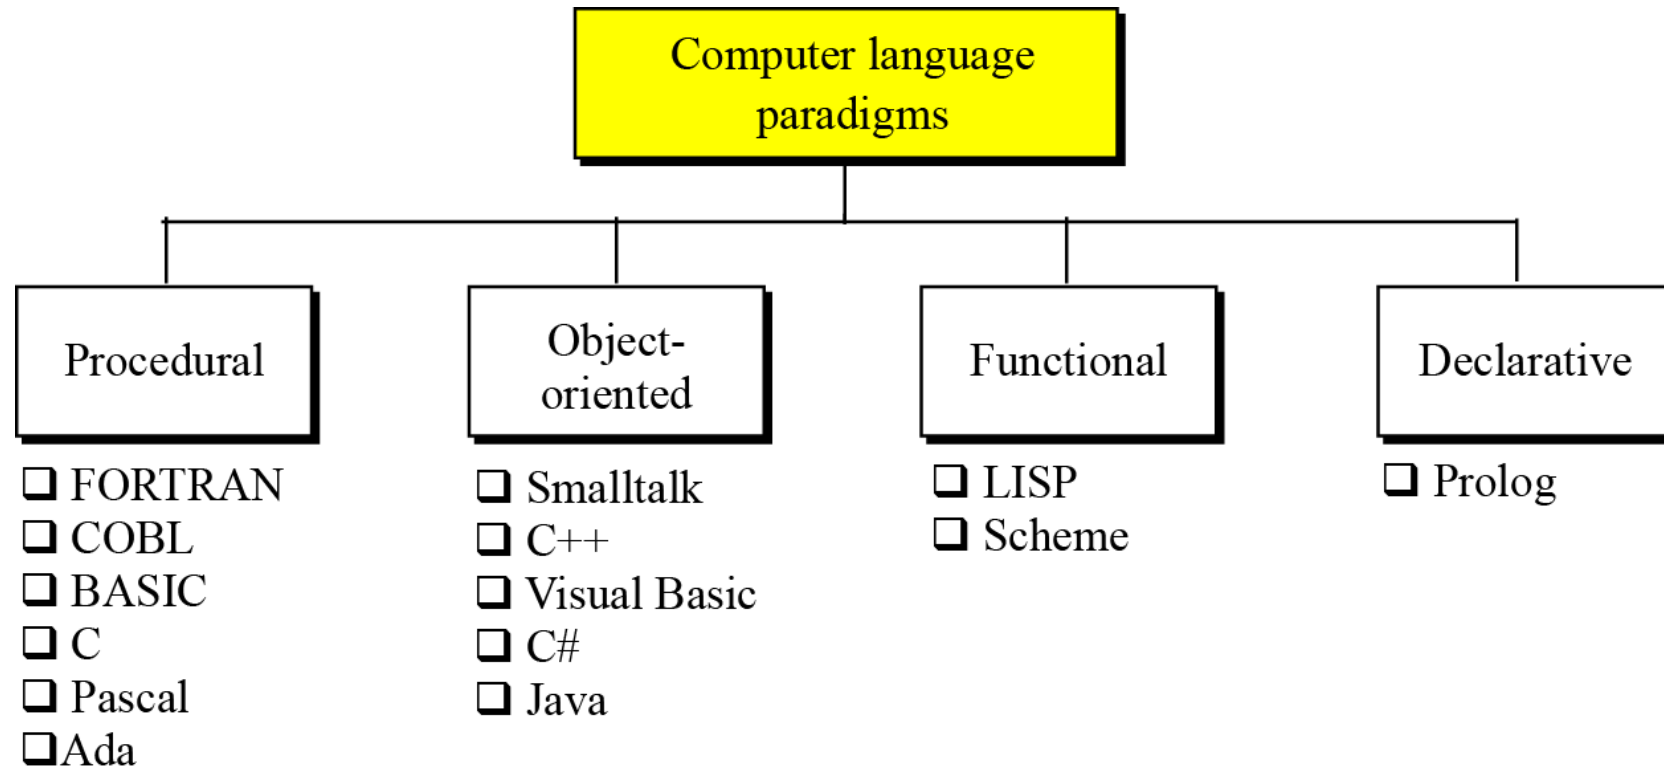 Computer language
paradigms
Procedural
Object-
oriented
Functional
Declarative
FORTRAN
COBL
BASIC
C
Pascal
Ada
Smalltalk
C++
Visual Basic
C#
Java
LISP
Scheme
Prolog